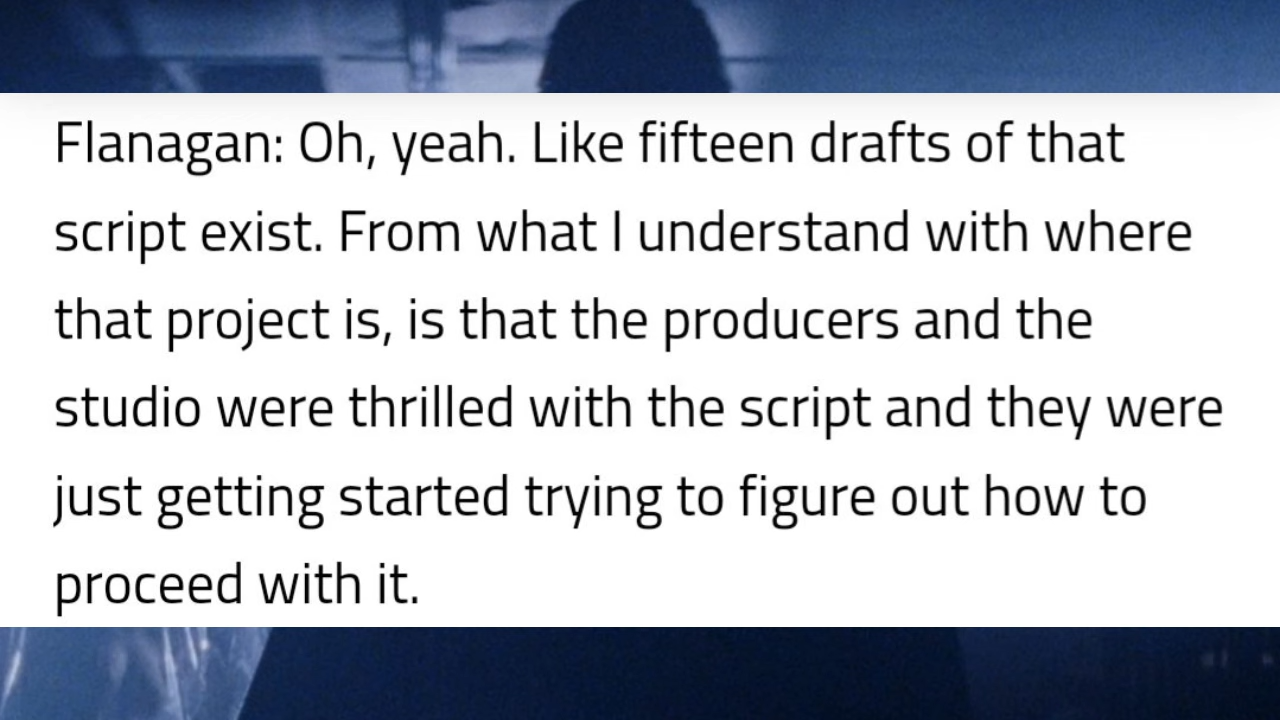 Flanagan: Oh, yeah. Like fifteen drafts of that
script exist. From what I understand with where
that project is, is that the producers and the
studio were thrilled with the script and they were
just getting started trying to figure out how to
proceed with it.